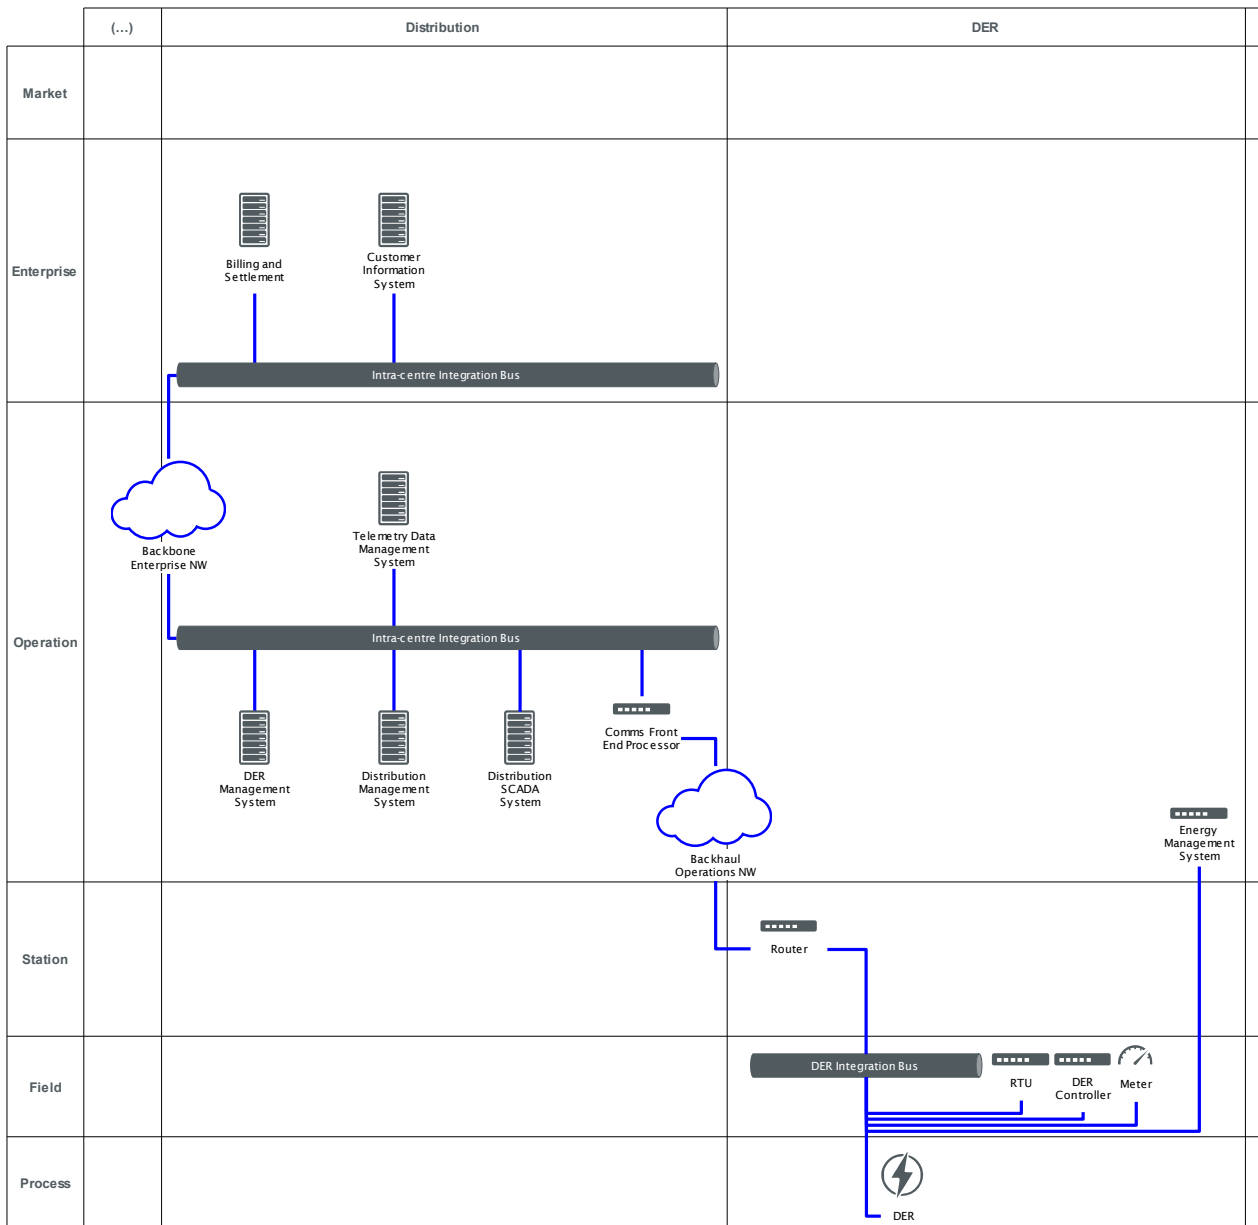 (...)
Distribution
DER
Market
Enterprise
Billing and
Settlement
Customer
Information
System
Intra-centre Integration Bus
Operation
Backbone
Enterprise NW
Telemetry Data
Management
System
Intra-centre Integration Bus
DER
Management
System
Distribution
Management
System
Distribution
SCADA
System
Comms Front
End Processor
Backhaul
Operations NW
Energy
Management
System
Station
Router
Field
DER Integration Bus
RTU
DER
Controller
Meter
Process
DER